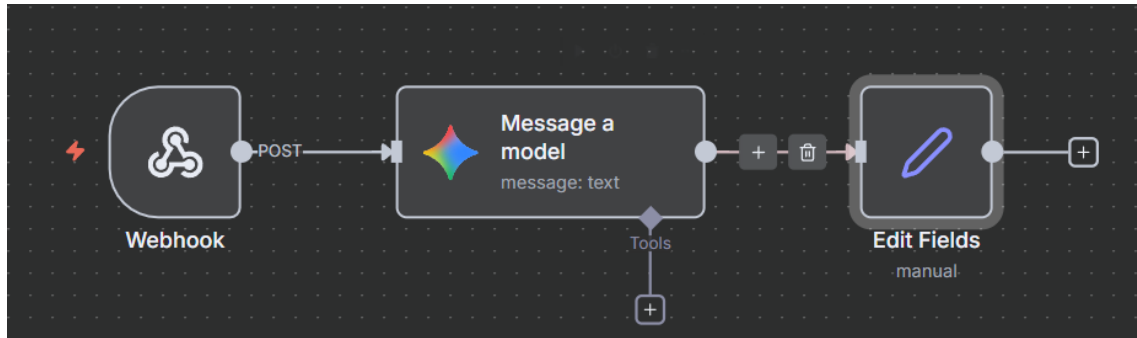 POST
Message a
model
message: text
Webhook
Tools
Edit Fields
manual